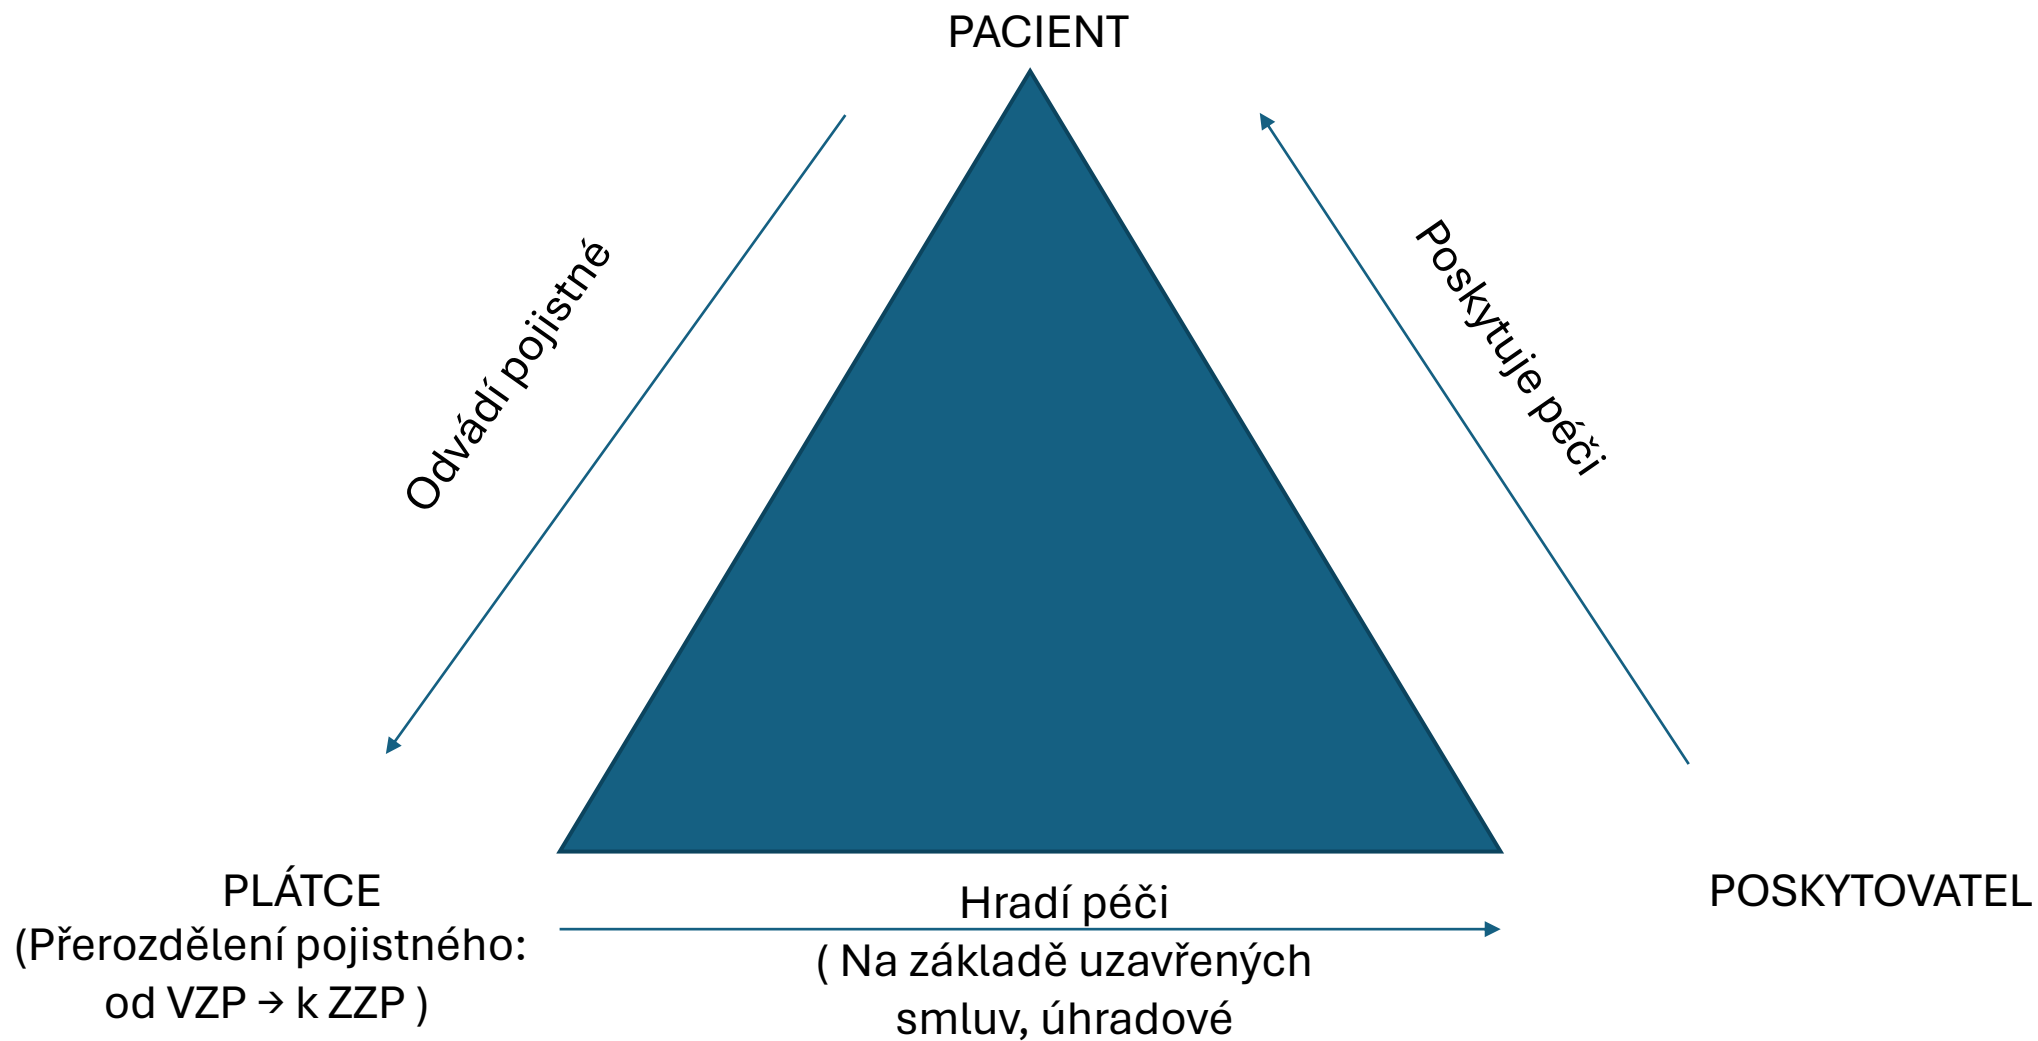 PACIENT
Odvádí pojistné
Poskytuje péči
PLÁTCE
(Přerozdělení pojistného:
od VZP → k ZZP )
Hradí péči
( Na základě uzavřených
smluv, úhradové
POSKYTOVATEL